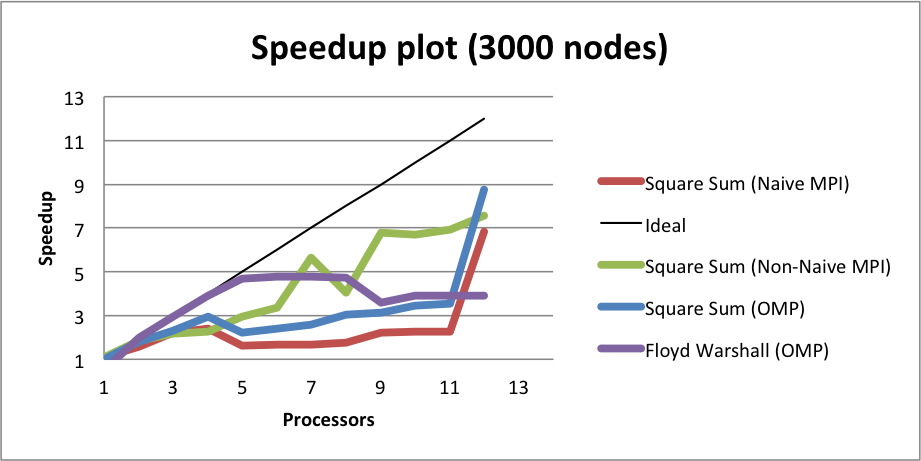 Speedup plot (3000 nodes)
Speedup
13
11
9
7
5
3
1
1 3 5 7 9 11 13
Processors
Square Sum (Naive MPI)
Ideal
Square Sum (Non-Naive MPI)
Square Sum (OMP)
Floyd Warshall (OMP)